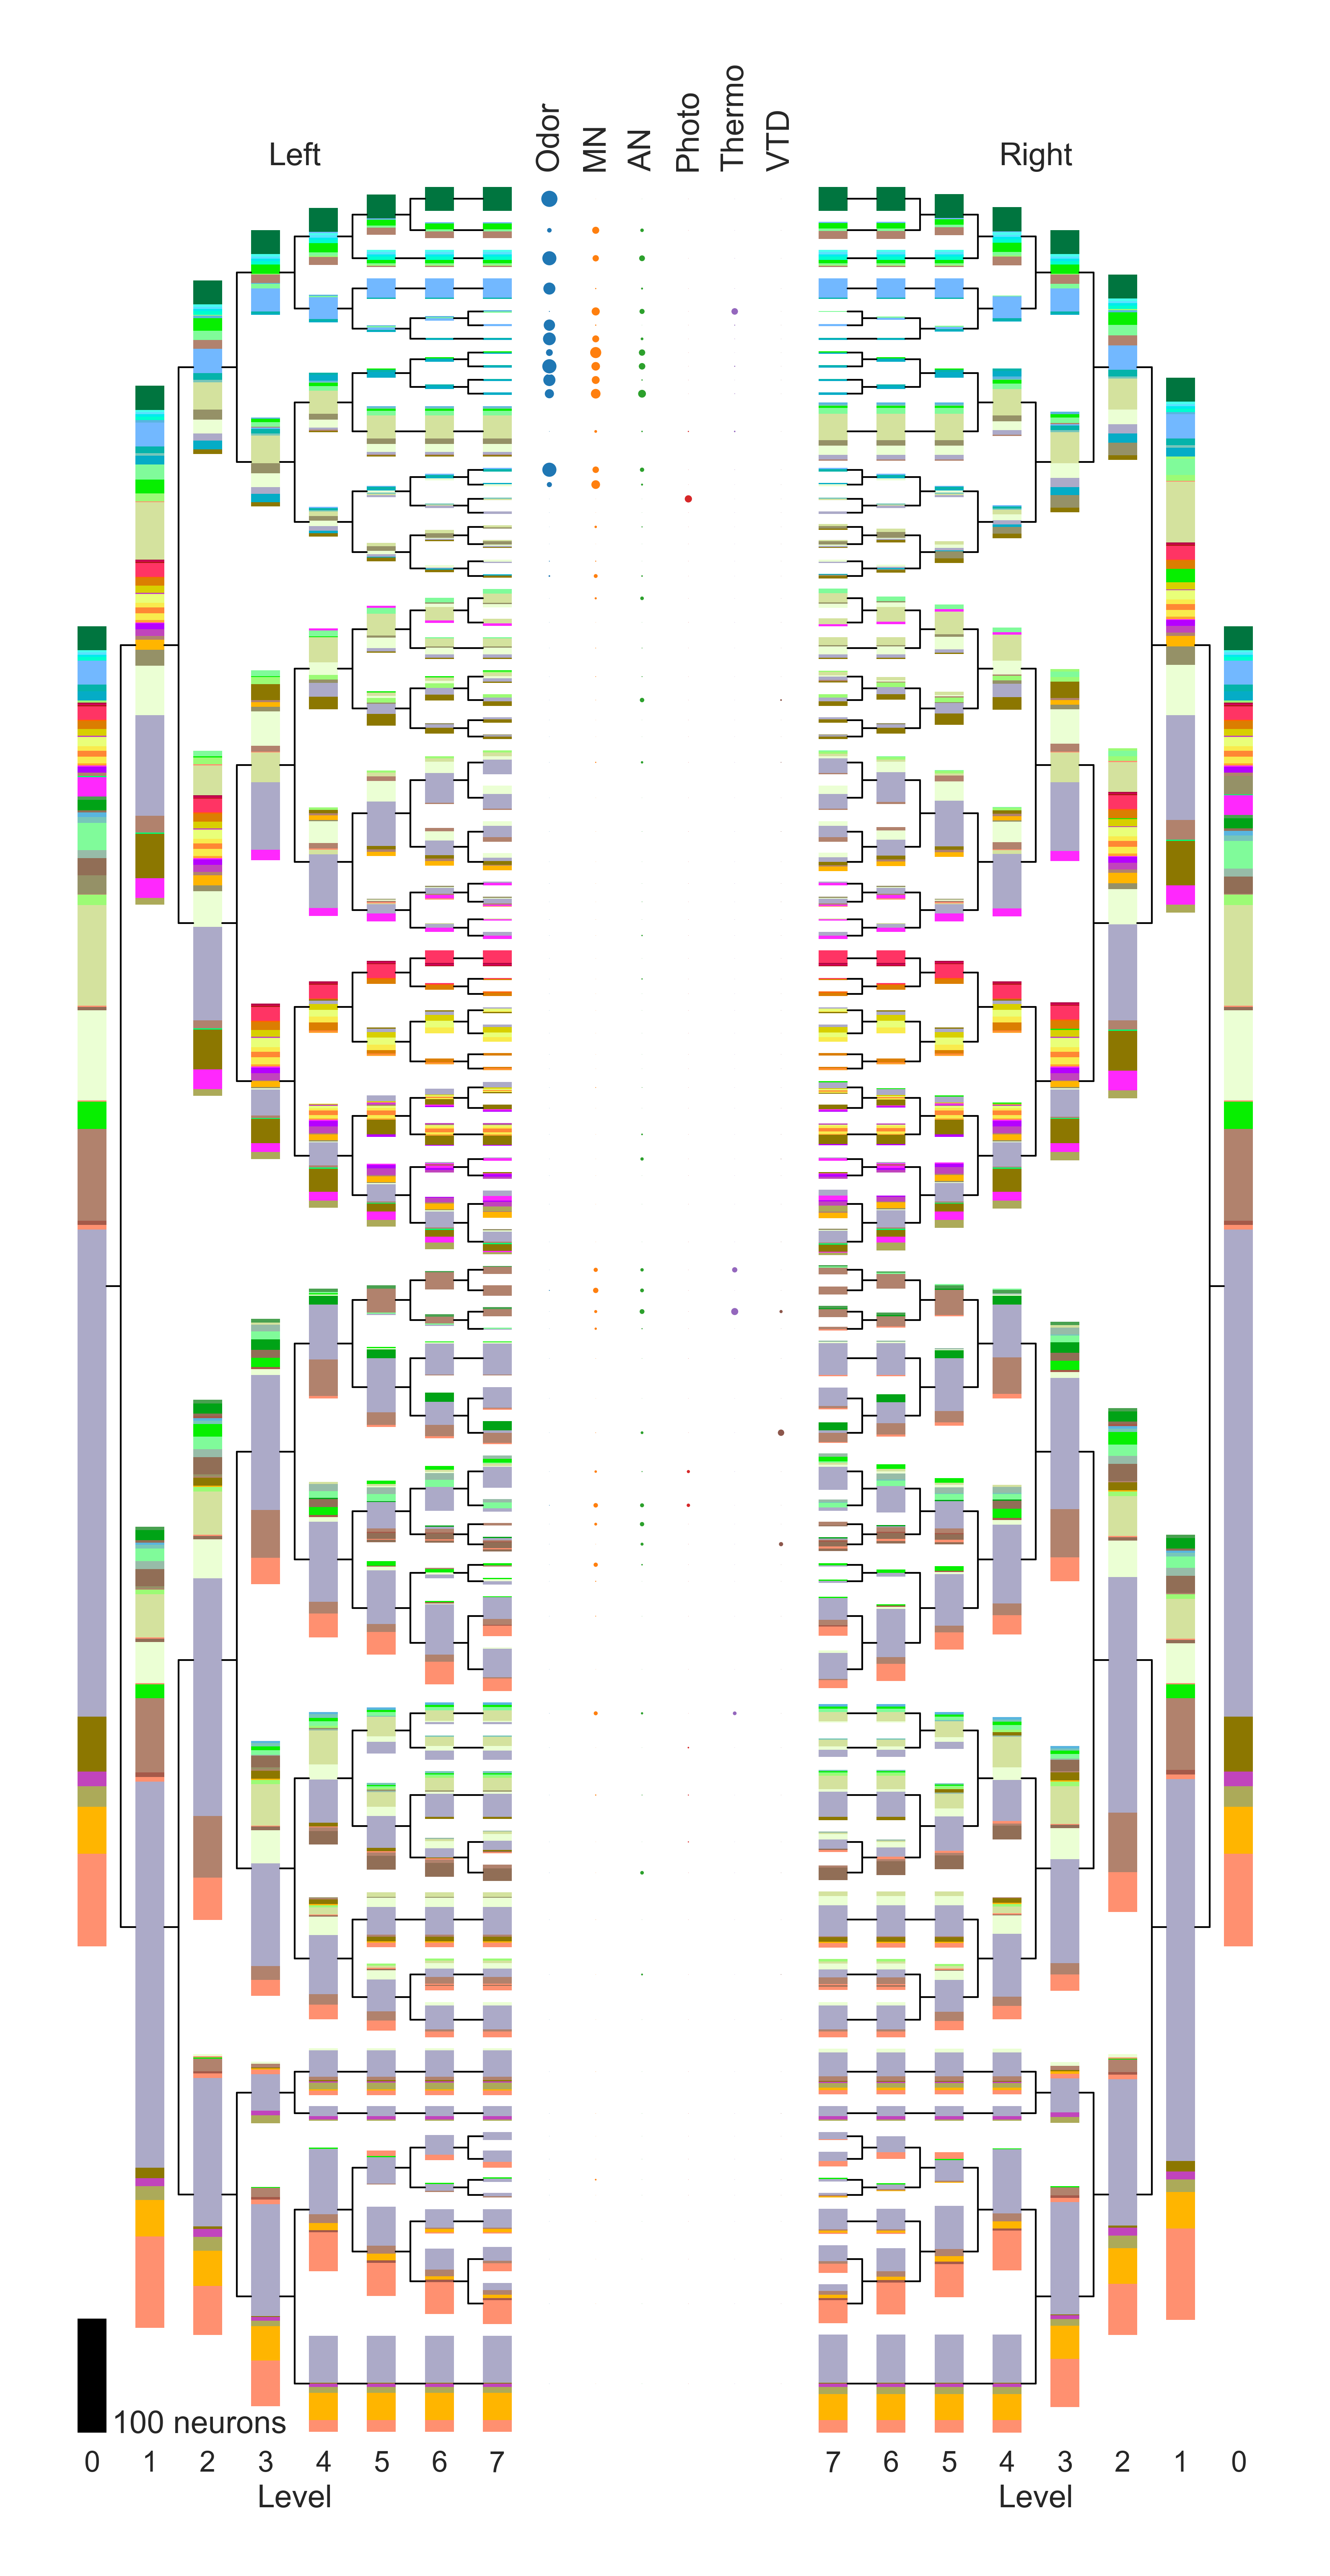 Left
Odor
MN
AN
Photo
Thermo
VTD
Right
100 neurons
0 1 2 3 4 5 6 7
7 6 5 4 3 2 1 0
Level
Level